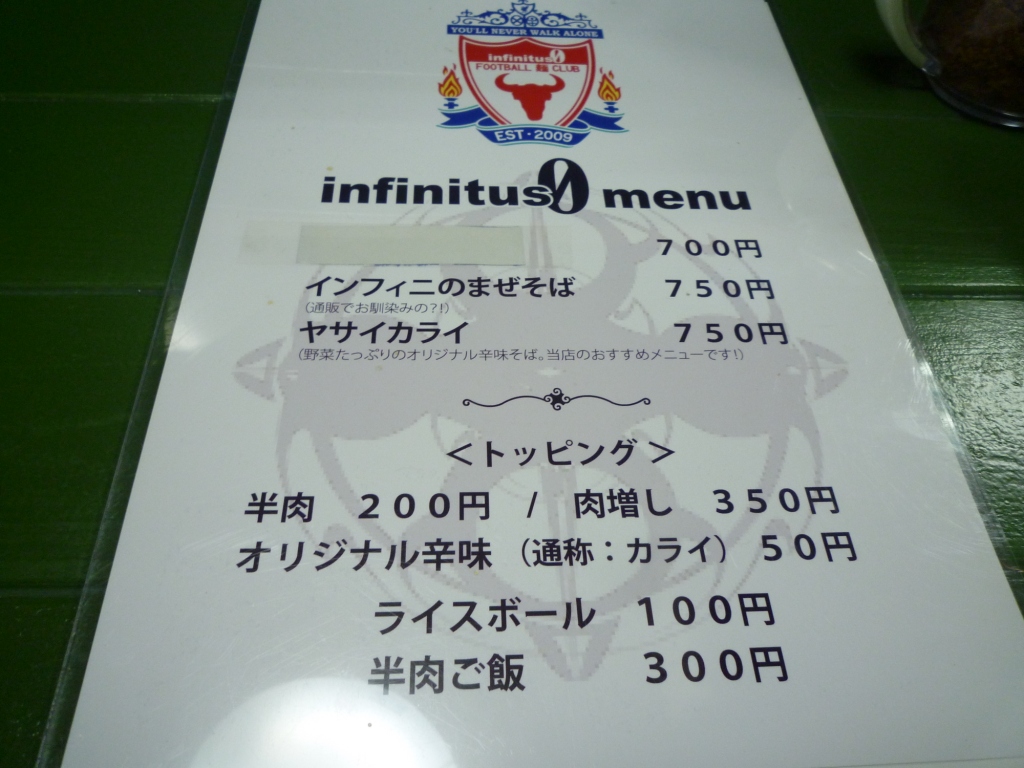 YOU'LL NEVER WALK ALONE
infinitus0
FOOTBALL 麺 CLUB
EST・2009
infinitus0 menu
700円
インフィニのまぜそば 750円
（通販でお馴染みの?!）
ヤサイカライ 750円
（野菜たっぷりのオリジナル辛味そば。当店のおすすめメニューです!）
＜トッピング＞
半肉 200円 / 肉増し 350円
オリジナル辛味（通称：カライ） 50円
ライスボール 100円
半肉ご飯 300円